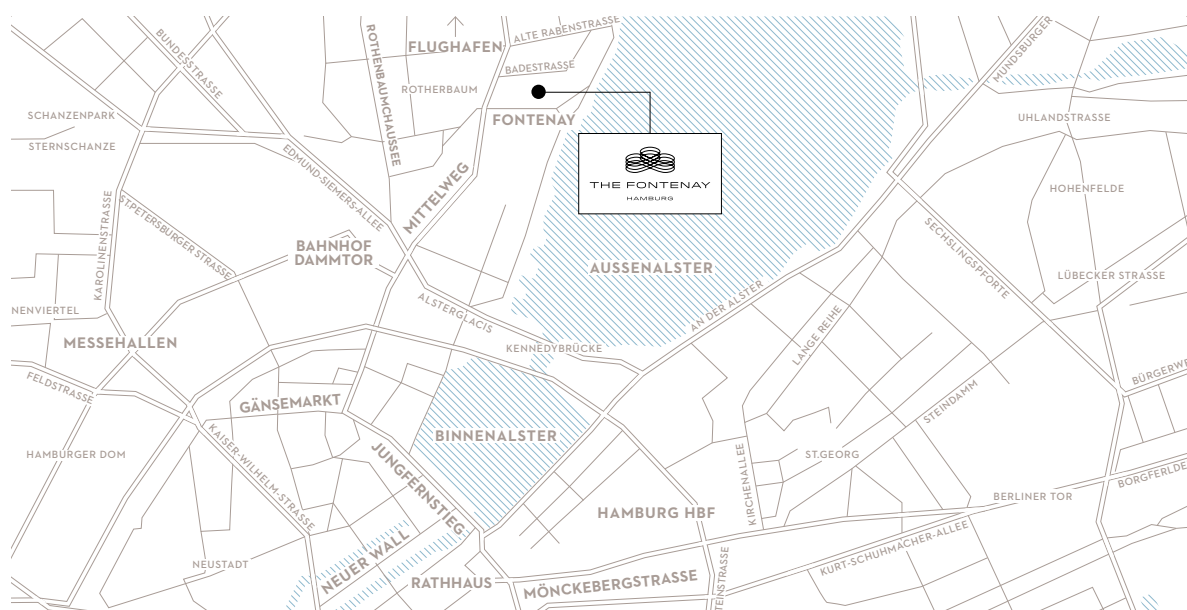 ALTE RABENSTRASSE
FLUGHAFEN
BUNDESSTRASSE
ROTHENBAUMCHAUSSEE
MUNDSBURGER
BADESTRASSE
ROTHERBAUM
SCHANZENPARK
FONTENAY
UHLANDSTRASSE
STERNSCHANZE
EDMUND-SIEMERS-ALLEE
THE FONTENAY
HAMBURG
HOHENFELDE
MITTELWEG
ST.PETERSBURGER STRASSE
KAROLINENSTRASSE
BAHNHOF
DAMMTOR
AUSSENALSTER
SECHSLINGSPFORTE
LÜBECKER STRASSE
NENVIERTEL
ALSTERGLACIS
AN DER ALSTER
LANGE REIHE
MESSEHALLEN
KENNEDYBRÜCKE
FELDSTRASSE
BÜRGERWE
GÄNSEMARKT
STEINDAMM
BINNENALSTER
HAMBURGER DOM
KAISER-WILHELM-STRASSE
JUNGFERNSTIEG
ST.GEORG
KIRCHENALLEE
BORGFERLDE
BERLINER TOR
HAMBURG HBF
NEUSTADT
NEUER WALL
KURT-SCHUHMACHER-ALLEE
RATHHAUS
MÖNCKEBERGSTRASSE
TEINSTRASSE